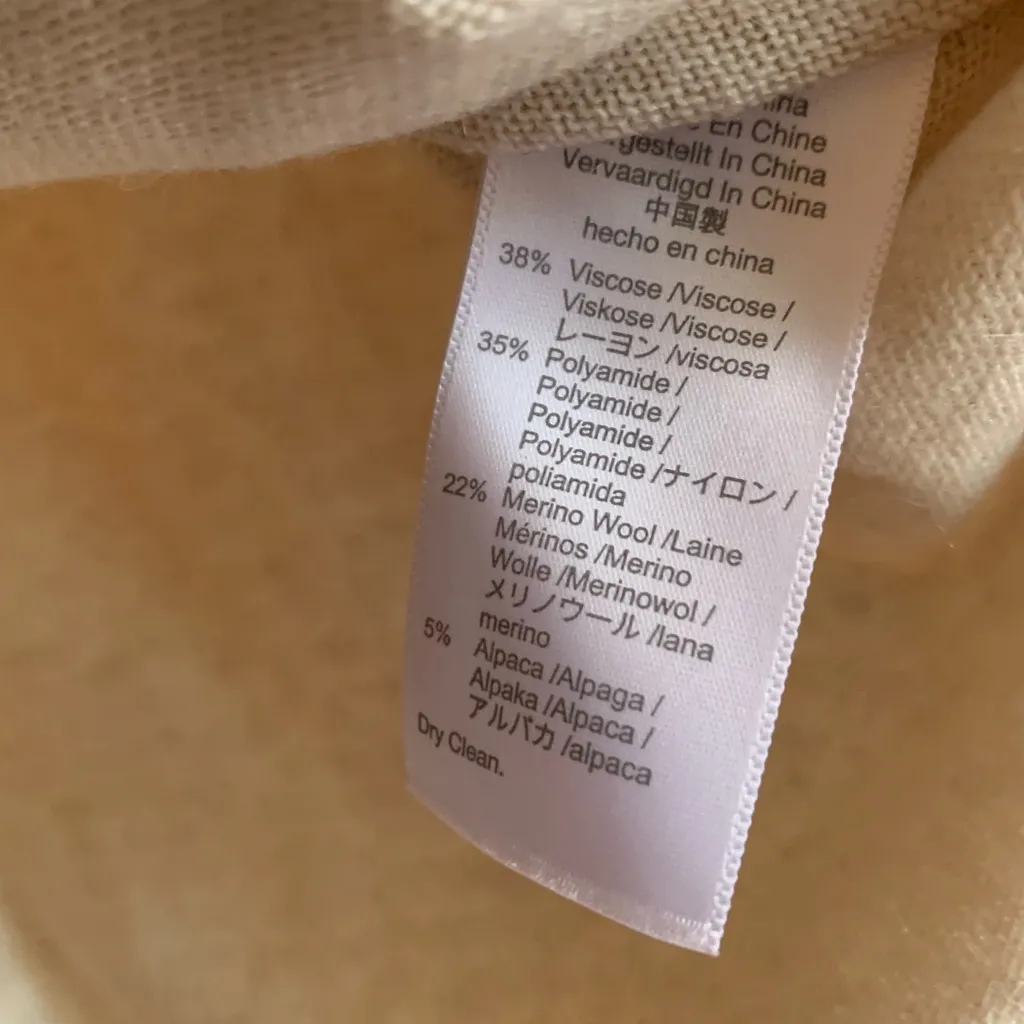 En Chine
In China
Vervaardigd In China
中国製
hecho en china
38% Viscose /Viscose /
Viskose /Viscose /
レーヨン /viscosa
35% Polyamide /
Polyamide /
Polyamide /
Polyamide /ナイロン /
poliamida
22% Merino Wool /Laine
Mérinos /Merino
Wolle /Merinowol /
メリノウール /lana
merino
5% Alpaca /Alpaga /
Alpaka /Alpaca /
アルパカ /alpaca
Dry Clean.